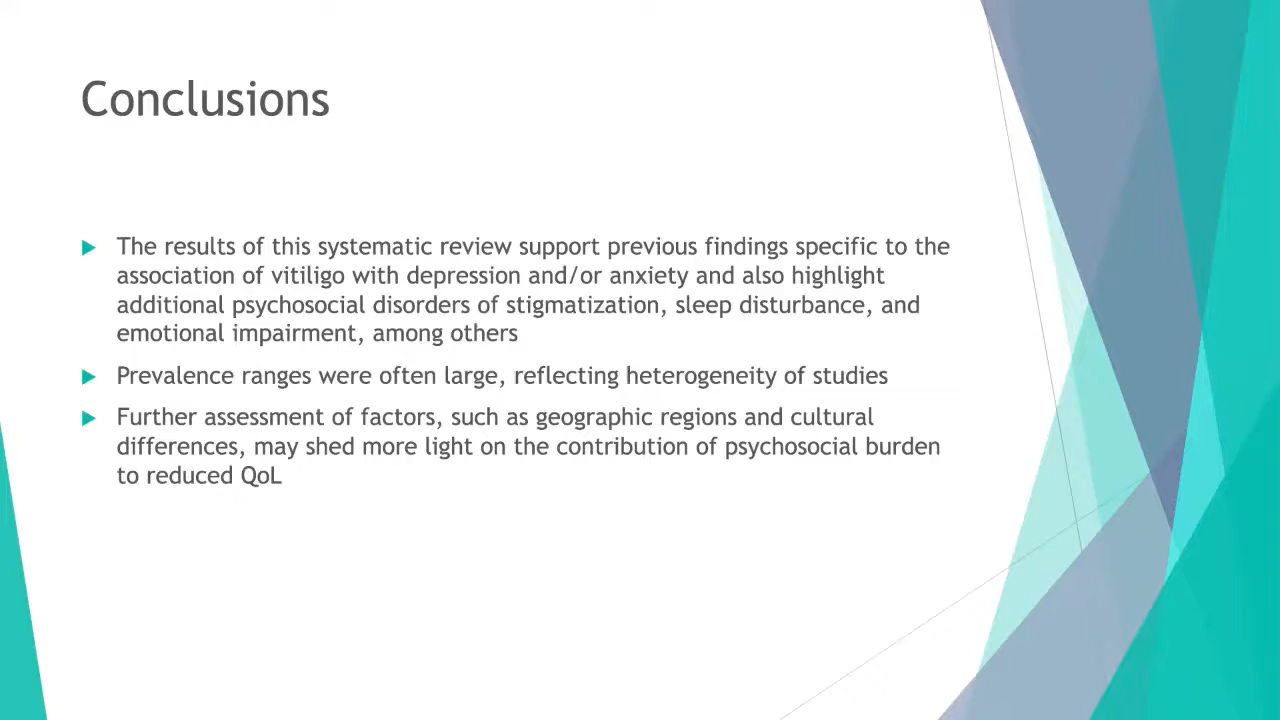 Conclusions
The results of this systematic review support previous findings specific to the
association of vitiligo with depression and/or anxiety and also highlight
additional psychosocial disorders of stigmatization, sleep disturbance, and
emotional impairment, among others
Prevalence ranges were often large, reflecting heterogeneity of studies
Further assessment of factors, such as geographic regions and cultural
differences, may shed more light on the contribution of psychosocial burden
to reduced QoL